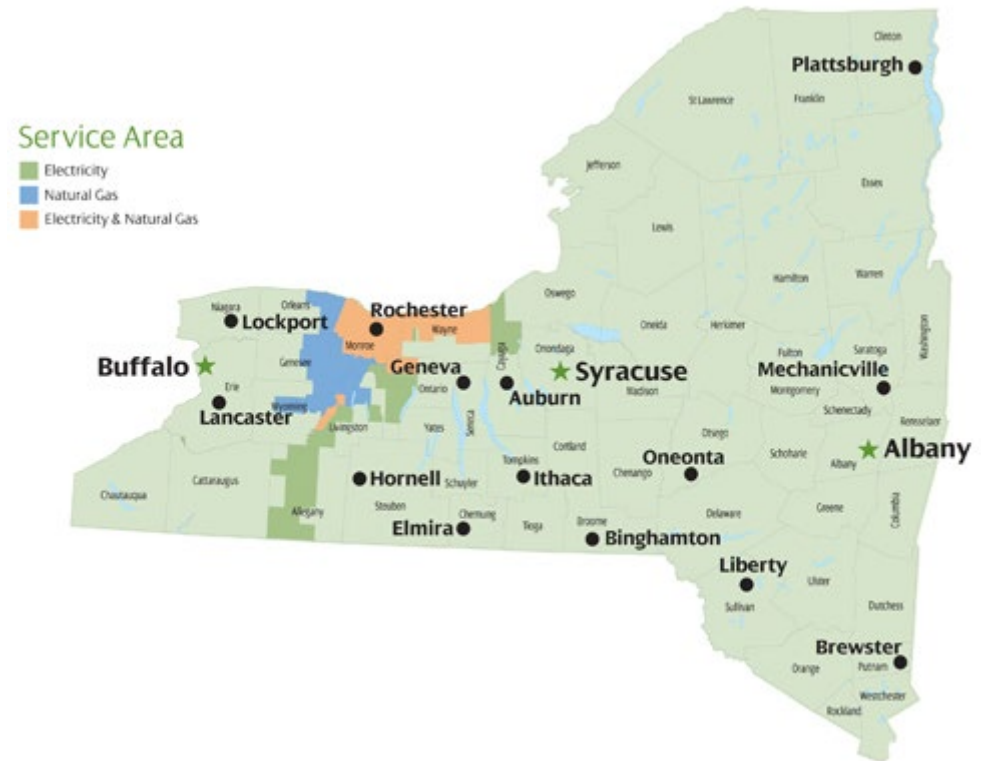 Service Area
Electricity
Natural Gas
Electricity & Natural Gas
Clinton
Plattsburgh
St Lawrence
Franklin
Jefferson
Essex
Lewis
Hamilton
Warren
Washington
Oswego
Niagara
Orleans
Lockport
Rochester
Wayne
Monroe
Oneida
Herkimer
Fulton
Saratoga
Genesee
Geneva
Cayuga
Onondaga
Buffalo
Syracuse
Mechanicville
Erie
Ontario
Auburn
Madison
Montgomery
Lancaster
Wyoming
Schenectady
Rensselaer
Livingston
Yates
Seneca
Cortland
Otsego
Schoharie
Albany
Albany
Tompkins
Oneonta
Chenango
Cattaraugus
Hornell
Schuyler
Ithaca
Chautauqua
Allegany
Steuben
Chemung
Delaware
Greene
Columbia
Elmira
Tioga
Broome
Binghamton
Liberty
Ulster
Sullivan
Dutchess
Brewster
Orange
Putnam
Westchester
Rockland